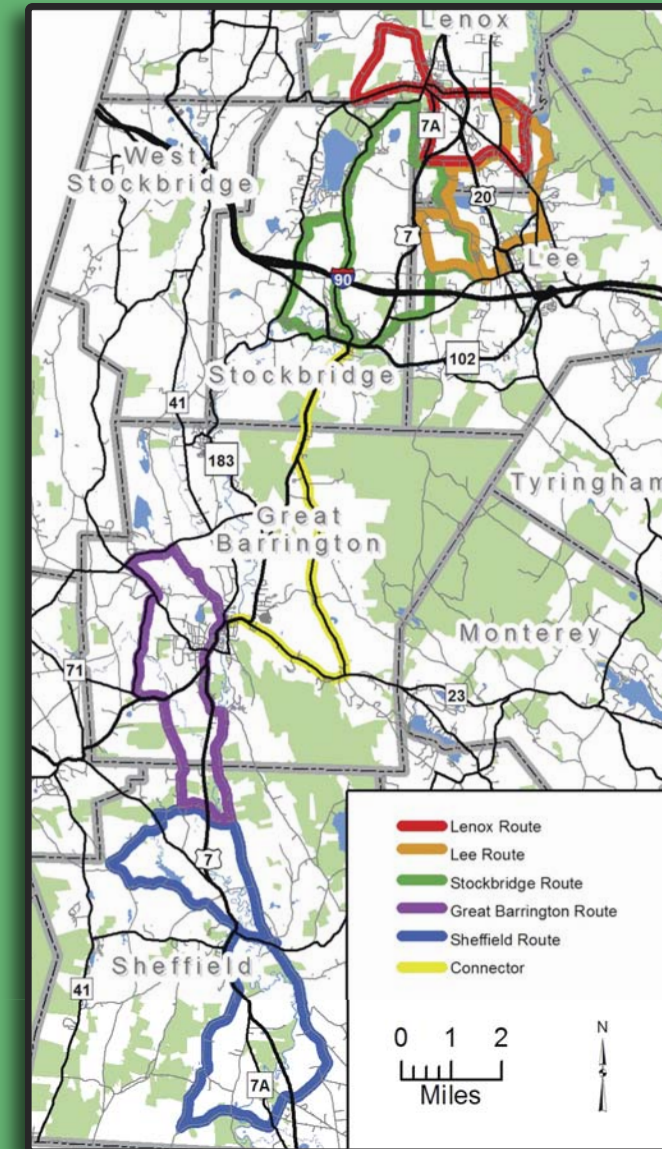 Lenox
7A
West
Stockbridge
20
7
Lee
90
102
Stockbridge
41
183
Tyringham
Great
Barrington
Monterey
71
23
7
Sheffield
41
7A
Lenox Route
Lee Route
Stockbridge Route
Great Barrington Route
Sheffield Route
Connector
0 1 2
Miles
N